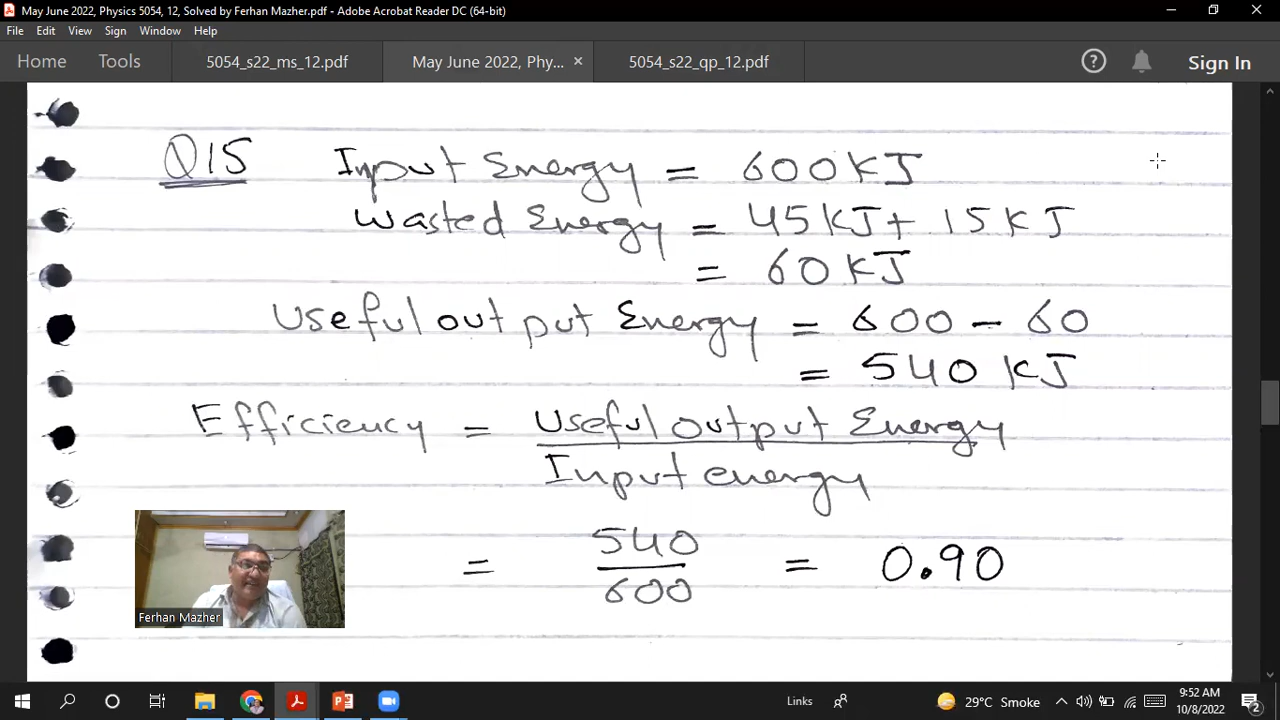 May June 2022, Physics 5054, 12, Solved by Ferhan Mazher.pdf - Adobe Acrobat Reader DC (64-bit)
File Edit View Sign Window Help
Home Tools 5054_s22_ms_12.pdf May June 2022, Phy... × 5054_s22_qp_12.pdf ? Sign In
Q15 Input Energy = 600 KJ
Wasted Energy = 45 KJ + 15 KJ
= 60 KJ
Useful output Energy = 600 - 60
= 540 KJ
Efficiency = Useful output Energy
Input energy
= 540 = 0.90
600
Ferhan Mazher
Links 29°C Smoke 9:52 AM
10/8/2022
2